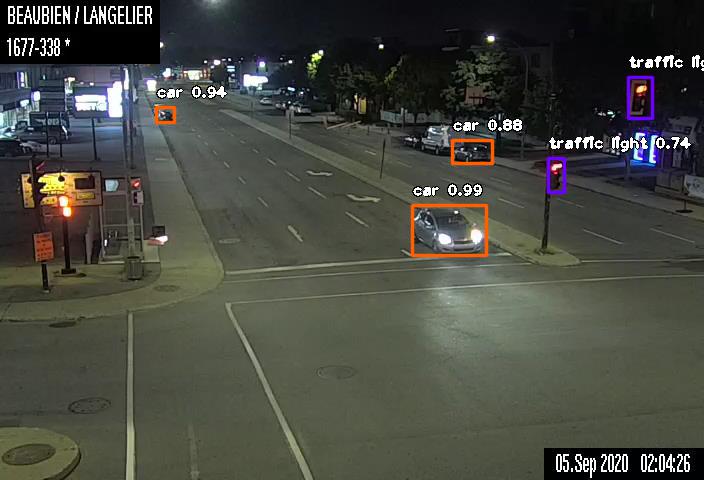 BEAUBIEN / LANGELIER
1677-338 *
traffic lig
car 0.94
car 0.88
traffic light 0.74
car 0.99
05.Sep 2020 02:04:26